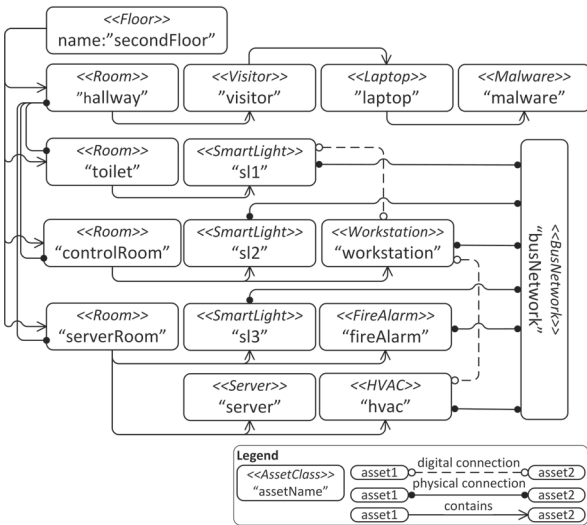 <<Floor>>
name:”secondFloor”
<<Room>>
"hallway”
<<Visitor>>
“visitor”
<<Laptop>>
“laptop”
<<Malware>>
“malware”
<<Room>>
“toilet”
<<SmartLight>>
“sl1”
<<Room>>
“controlRoom”
<<SmartLight>>
“sl2”
<<Workstation>>
“workstation”
<<BusNetwork>>
“busNetwork”
<<Room>>
“serverRoom”
<<SmartLight>>
“sl3”
<<FireAlarm>>
“fireAlarm”
<<Server>>
“server”
<<HVAC>>
“hvac”
Legend
<<AssetClass>>
“assetName”
digital connection
asset1 asset2
physical connection
asset1 asset2
contains
asset1 asset2